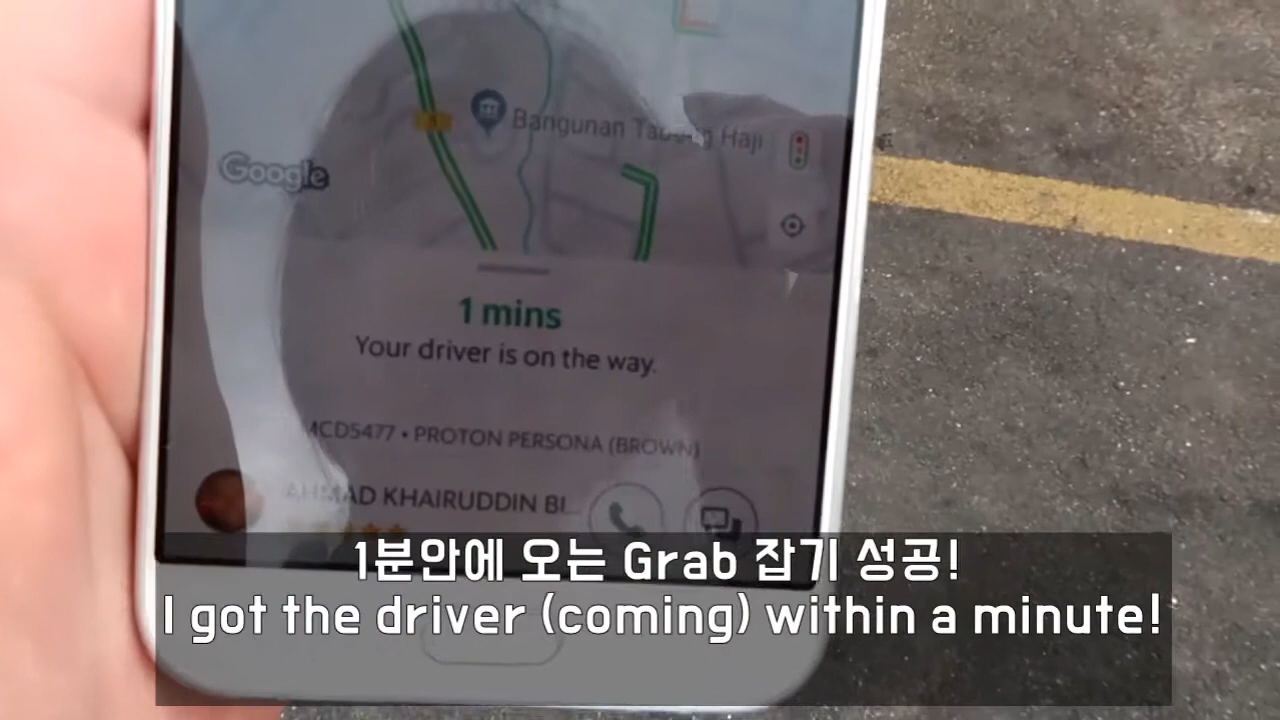 Bangunan Tabung Haji
Google
1 mins
Your driver is on the way.
MCD5477 • PROTON PERSONA (BROWN)
AHMAD KHAIRUDDIN BI...
1분안에 오는 Grab 잡기 성공!
I got the driver (coming) within a minute!